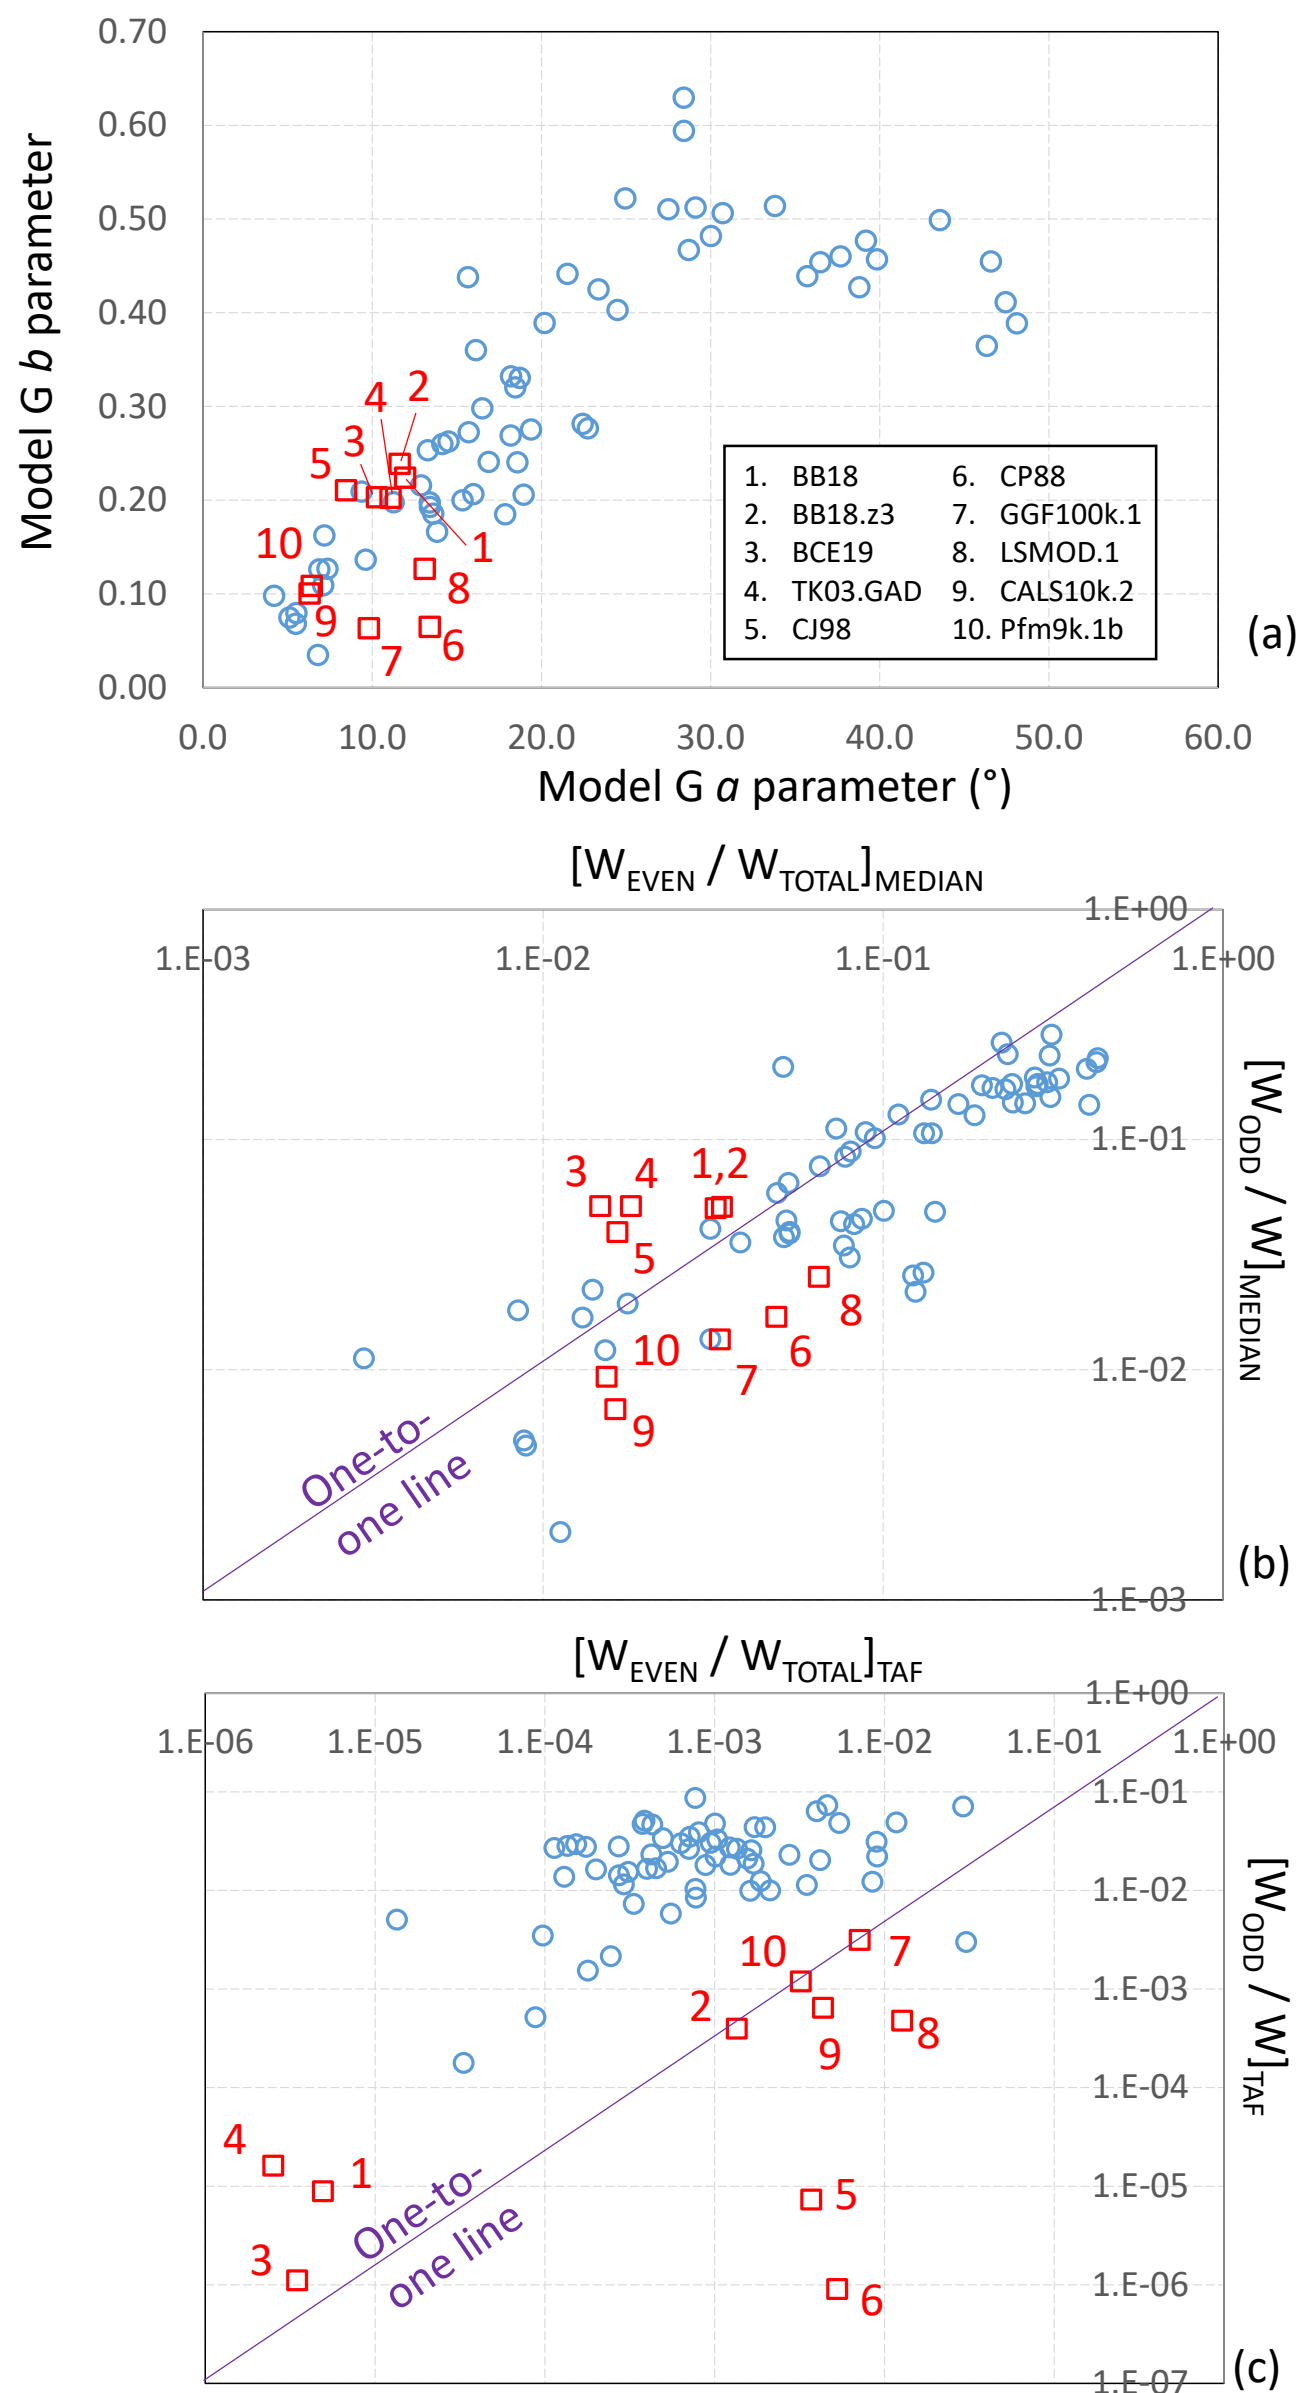 0.70
0.60
0.50
0.40
0.30
0.20
0.10
0.00
Model G b parameter
4 2
3
5
10
1
8
9
7
6
1. BB18 6. CP88
2. BB18.z3 7. GGF100k.1
3. BCE19 8. LSMOD.1
4. TK03.GAD 9. CALS10k.2
5. CJ98 10. Pfm9k.1b
(a)
0.0 10.0 20.0 30.0 40.0 50.0 60.0
Model G a parameter (°)
[WEVEN / WTOTAL]MEDIAN
1.E+00
1.E-03 1.E-02 1.E-01 1.E+00
1.E-01
1.E-02
1.E-03
[WODD / W]MEDIAN
3 4 1,2
5
8
10 6
7
9
One-to-
one line
(b)
[WEVEN / WTOTAL]TAF
1.E+00
1.E-06 1.E-05 1.E-04 1.E-03 1.E-02 1.E-01 1.E+00
1.E-01
1.E-02
1.E-03
1.E-04
1.E-05
1.E-06
1.E-07
[WODD / W]TAF
10 7
2
9 8
4
1
5
3
6
One-to-
one line
(c)